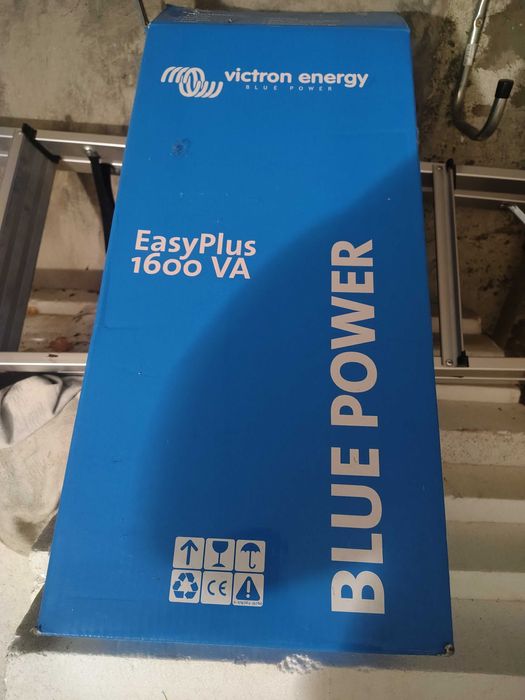 victron energy
BLUE POWER
EasyPlus
1600 VA
BLUE POWER
CE